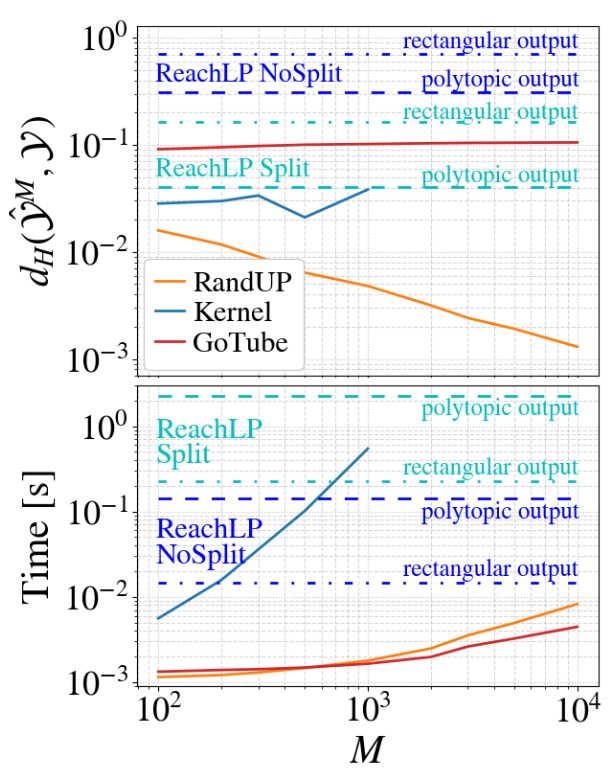 10^0
rectangular output
ReachLP NoSplit
polytopic output
rectangular output
10^{-1}
ReachLP Split
polytopic output
d_H(\hat{𝒴}^M, 𝒴)
10^{-2}
RandUP
Kernel
GoTube
10^{-3}
polytopic output
10^0
ReachLP
Split
rectangular output
10^{-1}
polytopic output
ReachLP
NoSplit
Time [s]
rectangular output
10^{-2}
10^{-3}
10^2 10^3 10^4
M